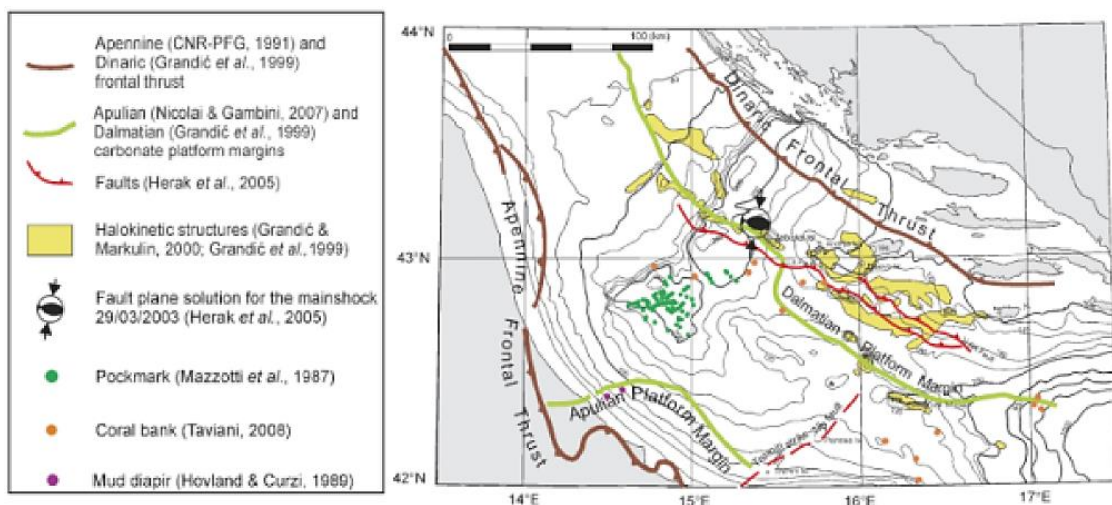 Apennine (CNR-PFG, 1991) and
Dinaric (Grandić et al., 1999)
frontal thrust
Apulian (Nicolai & Gambini, 2007) and
Dalmatian (Grandić et al., 1999)
carbonate platform margins
Faults (Herak et al., 2005)
Halokinetic structures (Grandić &
Markulin, 2000; Grandić et al., 1999)
Fault plane solution for the mainshock
29/03/2003 (Herak et al., 2005)
Pockmark (Mazzotti et al., 1987)
Coral bank (Taviani, 2008)
Mud diapir (Hovland & Curzi, 1989)
44°N
0 100 (km)
Dinaric Frontal Thrust
Apennine Frontal Thrust
43°N
Dalmatian Platform Margin
Apulian Platform Margin
42°N
14°E 15°E 16°E 17°E